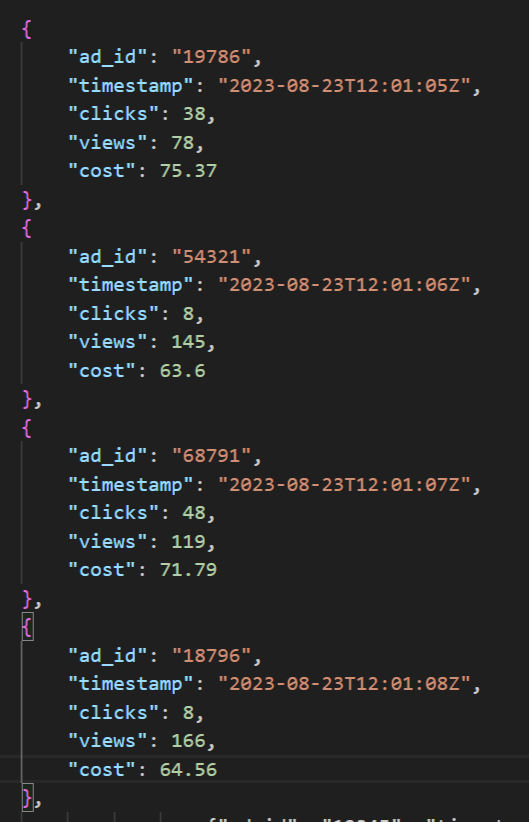 {
"ad_id": "19786",
"timestamp": "2023-08-23T12:01:05Z",
"clicks": 38,
"views": 78,
"cost": 75.37
},
{
"ad_id": "54321",
"timestamp": "2023-08-23T12:01:06Z",
"clicks": 8,
"views": 145,
"cost": 63.6
},
{
"ad_id": "68791",
"timestamp": "2023-08-23T12:01:07Z",
"clicks": 48,
"views": 119,
"cost": 71.79
},
{
"ad_id": "18796",
"timestamp": "2023-08-23T12:01:08Z",
"clicks": 8,
"views": 166,
"cost": 64.56
},